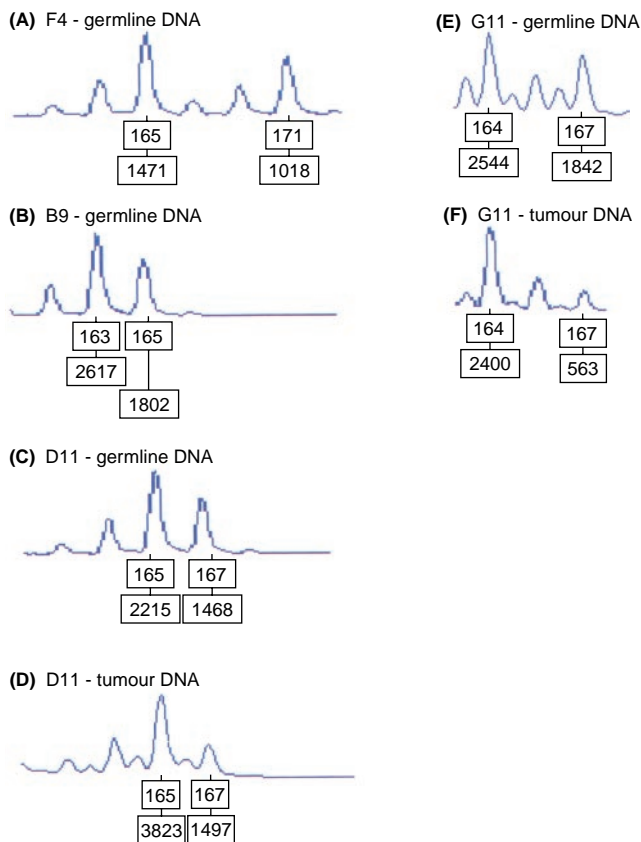 (A) F4 - germline DNA
165 171
1471 1018
(B) B9 - germline DNA
163 165
2617
1802
(C) D11 - germline DNA
165 167
2215 1468
(D) D11 - tumour DNA
165 167
3823 1497
(E) G11 - germline DNA
164 167
2544 1842
(F) G11 - tumour DNA
164 167
2400 563